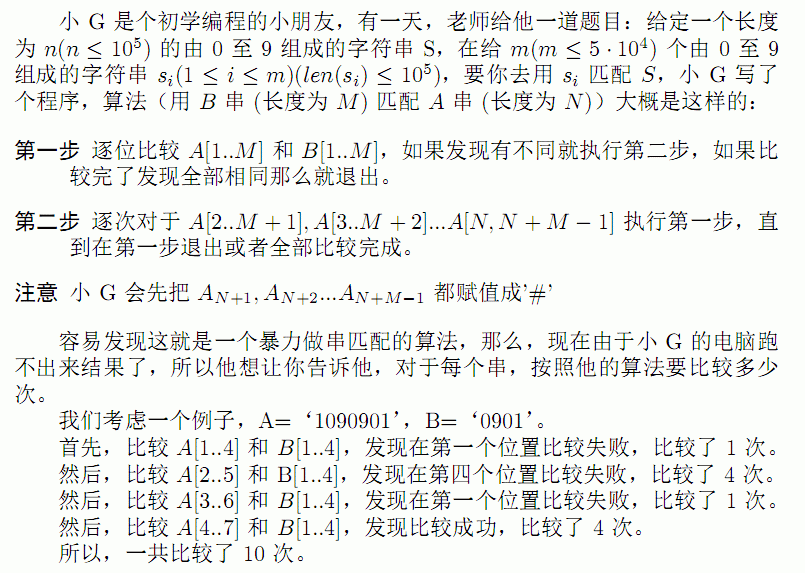 小 G 是个初学编程的小朋友，有一天，老师给他一道题目：给定一个长度
为 n(n ≤ 10⁵) 的由 0 至 9 组成的字符串 S，在给 m(m ≤ 5 · 10⁴) 个由 0 至 9
组成的字符串 sᵢ(1 ≤ i ≤ m)(len(sᵢ) ≤ 10⁵)，要你去用 sᵢ 匹配 S，小 G 写了
个程序，算法（用 B 串 (长度为 M) 匹配 A 串 (长度为 N)）大概是这样的：
第一步 逐位比较 A[1..M] 和 B[1..M]，如果发现有不同就执行第二步，如果比
较完了发现全部相同那么就退出。
第二步 逐次对于 A[2..M + 1], A[3..M + 2]...A[N, N + M − 1] 执行第一步，直
到在第一步退出或者全部比较完成。
注意 小 G 会先把 A_{N+1}, A_{N+2}...A_{N+M−1} 都赋值成'#'
容易发现这就是一个暴力做串匹配的算法，那么，现在由于小 G 的电脑跑
不出来结果了，所以他想让你告诉他，对于每个串，按照他的算法要比较多少
次。
我们考虑一个例子，A=‘1090901’，B=‘0901’。
首先，比较 A[1..4] 和 B[1..4]，发现在第一个位置比较失败，比较了 1 次。
然后，比较 A[2..5] 和 B[1..4]，发现在第四个位置比较失败，比较了 4 次。
然后，比较 A[3..6] 和 B[1..4]，发现在第一个位置比较失败，比较了 1 次。
然后，比较 A[4..7] 和 B[1..4]，发现比较成功，比较了 4 次。
所以，一共比较了 10 次。